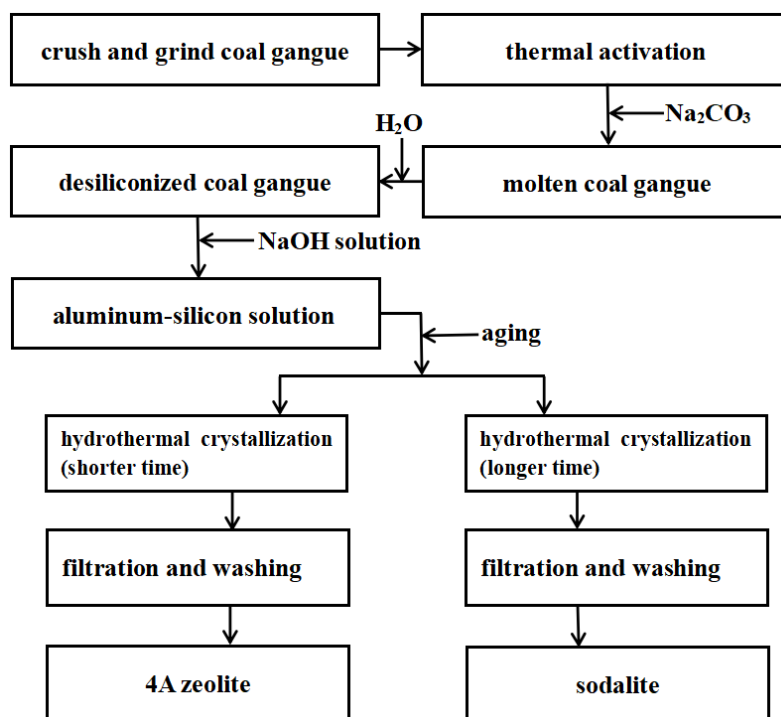 crush and grind coal gangue
thermal activation
Na₂CO₃
H₂O
desiliconized coal gangue
molten coal gangue
NaOH solution
aluminum-silicon solution
aging
hydrothermal crystallization
(shorter time)
hydrothermal crystallization
(longer time)
filtration and washing
filtration and washing
4A zeolite
sodalite